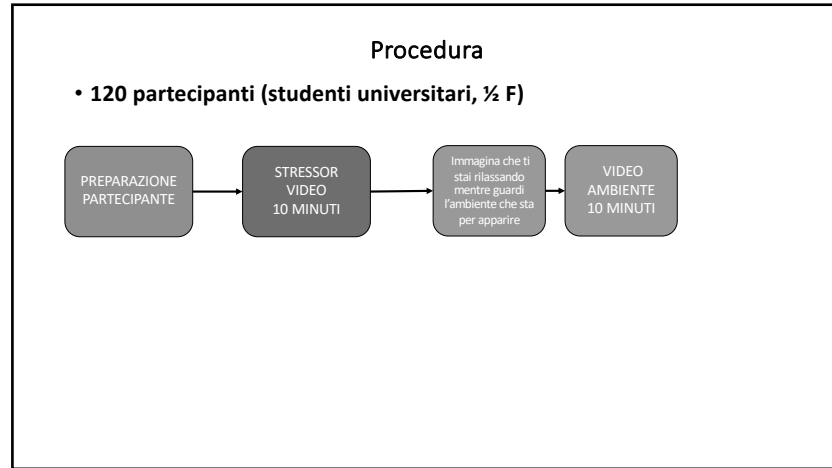 Procedura
• 120 partecipanti (studenti universitari, ½ F)
PREPARAZIONE
PARTECIPANTE
STRESSOR
VIDEO
10 MINUTI
Immagina che ti
stai rilassando
mentre guardi
l'ambiente che sta
per apparire
VIDEO
AMBIENTE
10 MINUTI